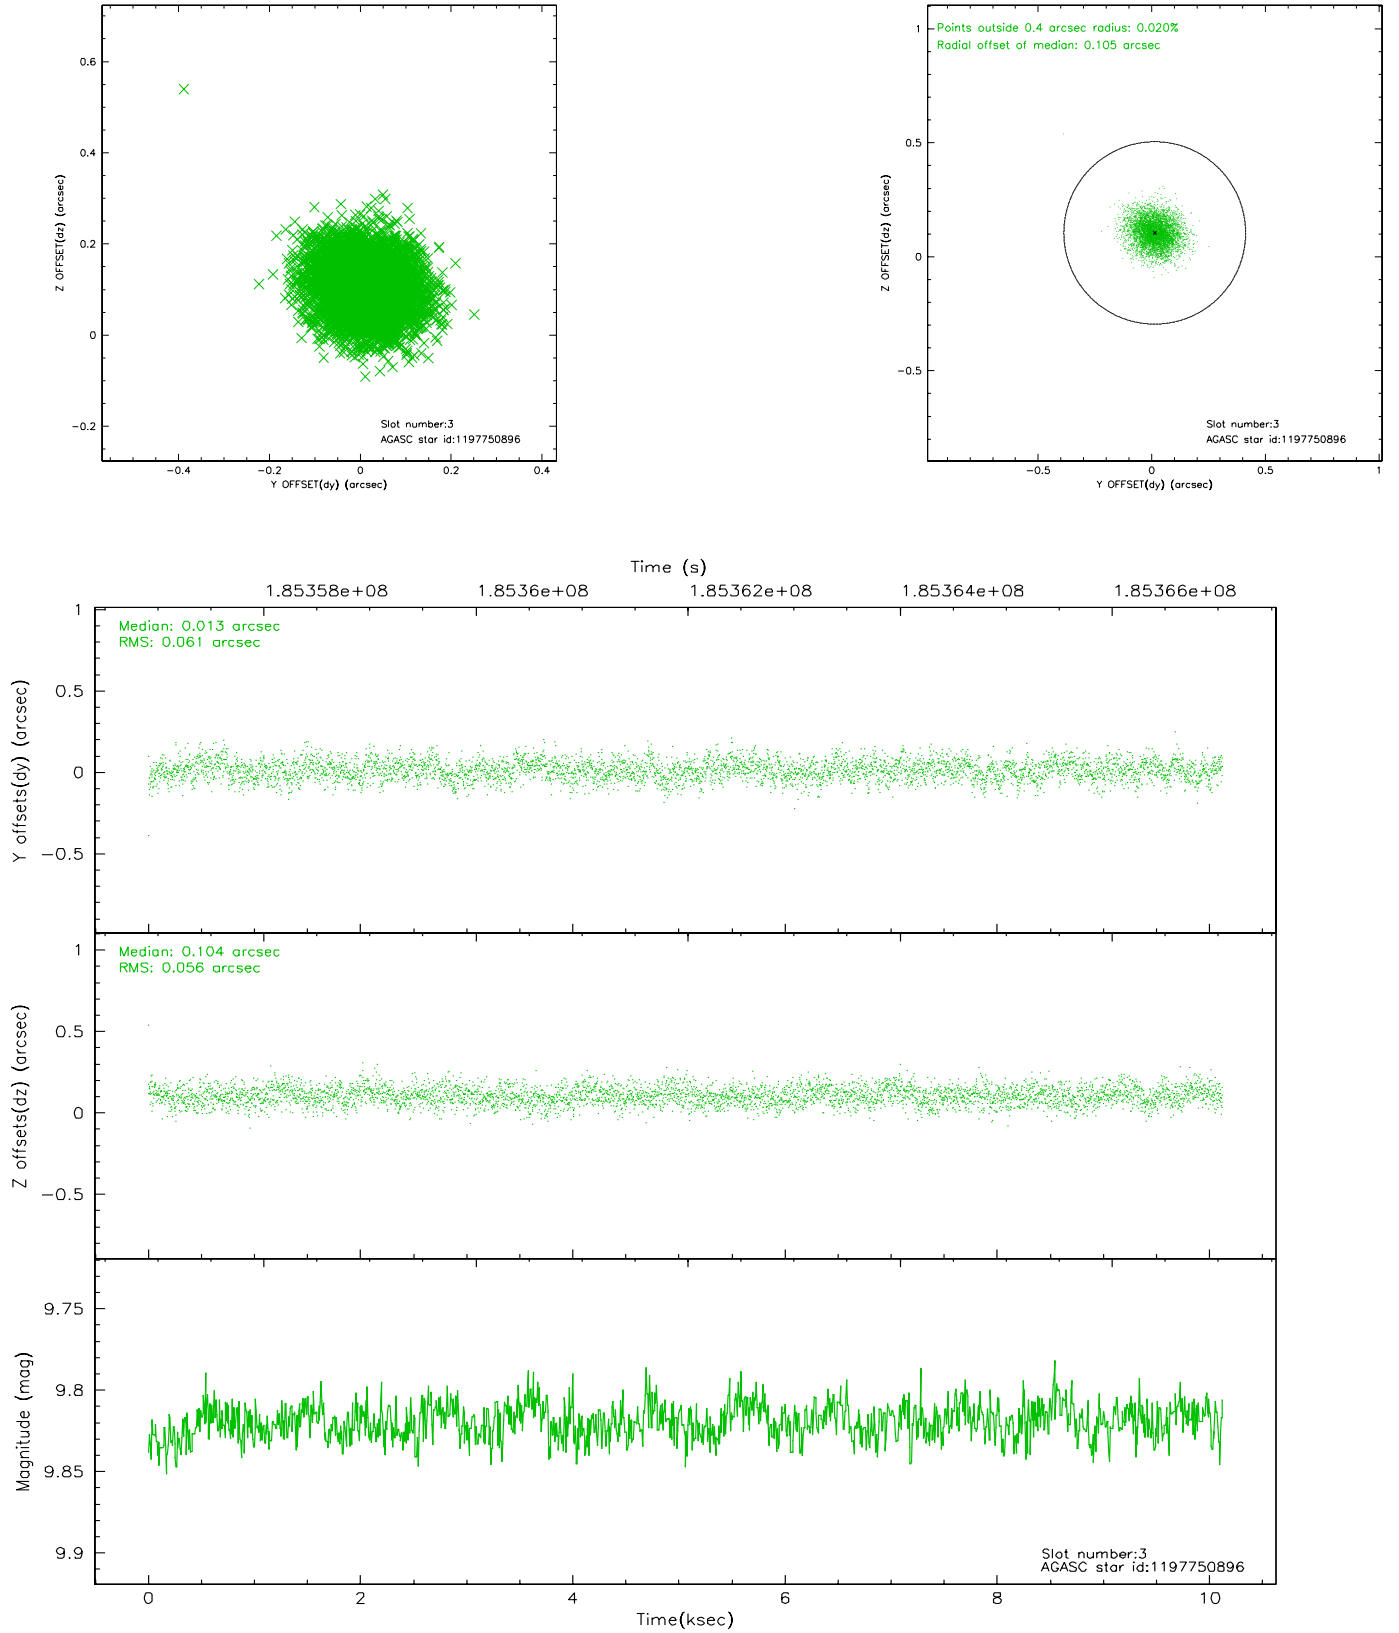 0.6
0.4
0.2
0
−0.2
Z OFFSET(dz) (arcsec)
Slot number:3
AGASC star id:1197750896
−0.4 −0.2 0 0.2 0.4
Y OFFSET(dy) (arcsec)
Points outside 0.4 arcsec radius: 0.020%
Radial offset of median: 0.105 arcsec
1
0.5
0
−0.5
Z OFFSET(dz) (arcsec)
Slot number:3
AGASC star id:1197750896
−0.5 0 0.5 1
Y OFFSET(dy) (arcsec)
Time (s)
1.85358e+08 1.8536e+08 1.85362e+08 1.85364e+08 1.85366e+08
Median: 0.013 arcsec
RMS: 0.061 arcsec
1
0.5
0
−0.5
Y offsets(dy) (arcsec)
Median: 0.104 arcsec
RMS: 0.056 arcsec
1
0.5
0
−0.5
Z offsets(dz) (arcsec)
9.75
9.8
9.85
9.9
Magnitude (mag)
Slot number:3
AGASC star id:1197750896
0 2 4 6 8 10
Time(ksec)